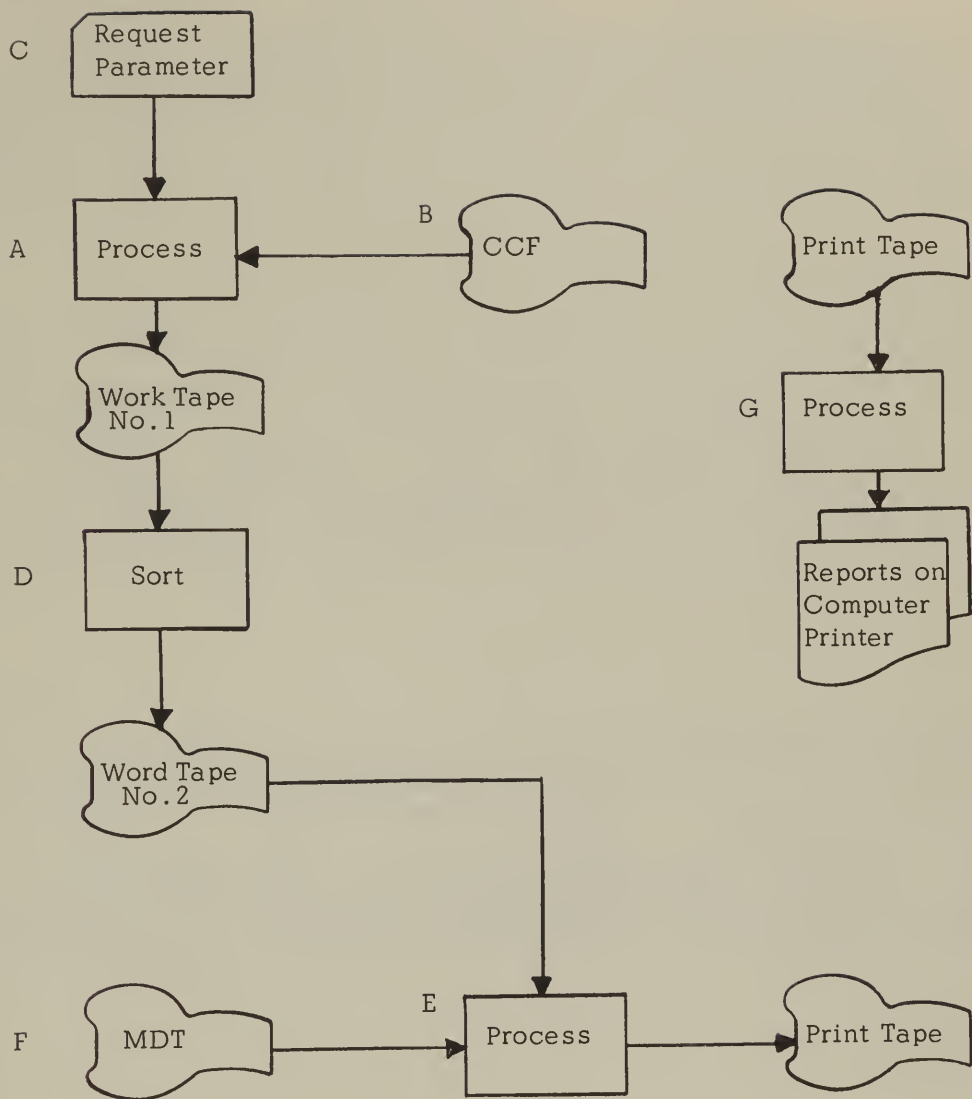 C
Request
Parameter
A
Process
B
CCF
Print Tape
Work Tape
No.1
G
Process
D
Sort
Reports on
Computer
Printer
Word Tape
No.2
E
F
MDT
Process
Print Tape